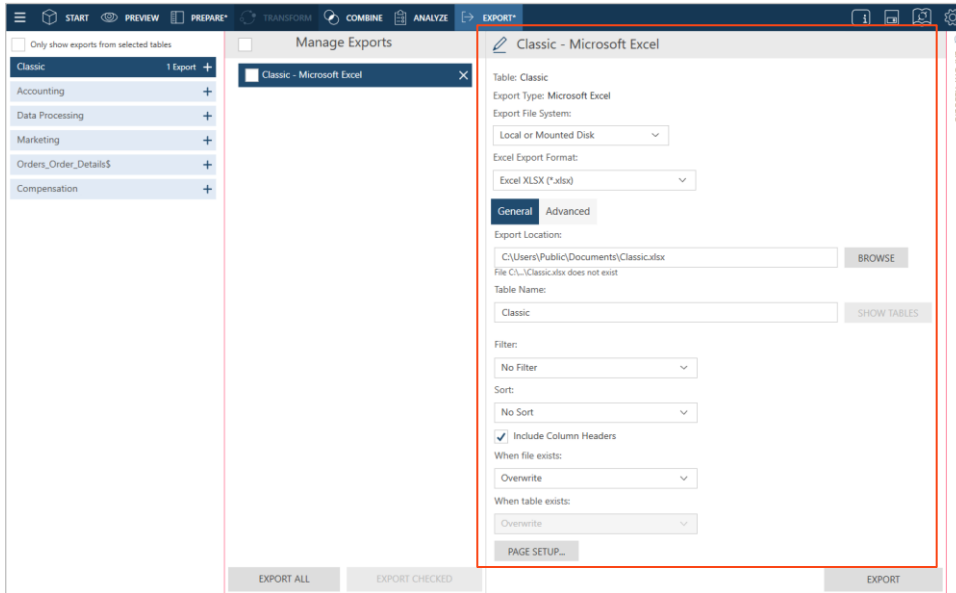 START PREVIEW PREPARE* TRANSFORM COMBINE ANALYZE EXPORT*
Only show exports from selected tables
Classic 1 Export +
Accounting +
Data Processing +
Marketing +
Orders_Order_Details$ +
Compensation +
Manage Exports
Classic - Microsoft Excel
EXPORT ALL
EXPORT CHECKED
Classic - Microsoft Excel
Table: Classic
Export Type: Microsoft Excel
Export File System:
Local or Mounted Disk
Excel Export Format:
Excel XLSX (*.xlsx)
General Advanced
Export Location:
C:\Users\Public\Documents\Classic.xlsx
BROWSE
File C:\...\Classic.xlsx does not exist
Table Name:
Classic
SHOW TABLES
Filter:
No Filter
Sort:
No Sort
Include Column Headers
When file exists:
Overwrite
When table exists:
Overwrite
PAGE SETUP...
EXPORT